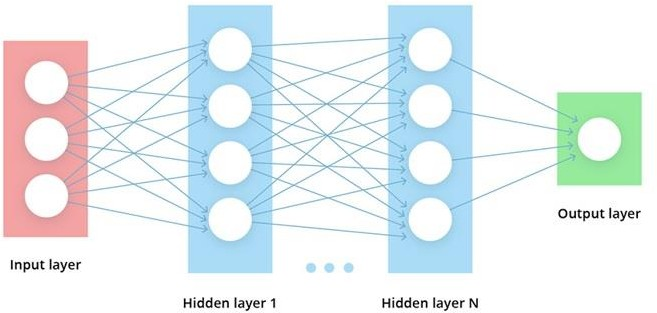 Input layer
Hidden layer 1
Hidden layer N
Output layer